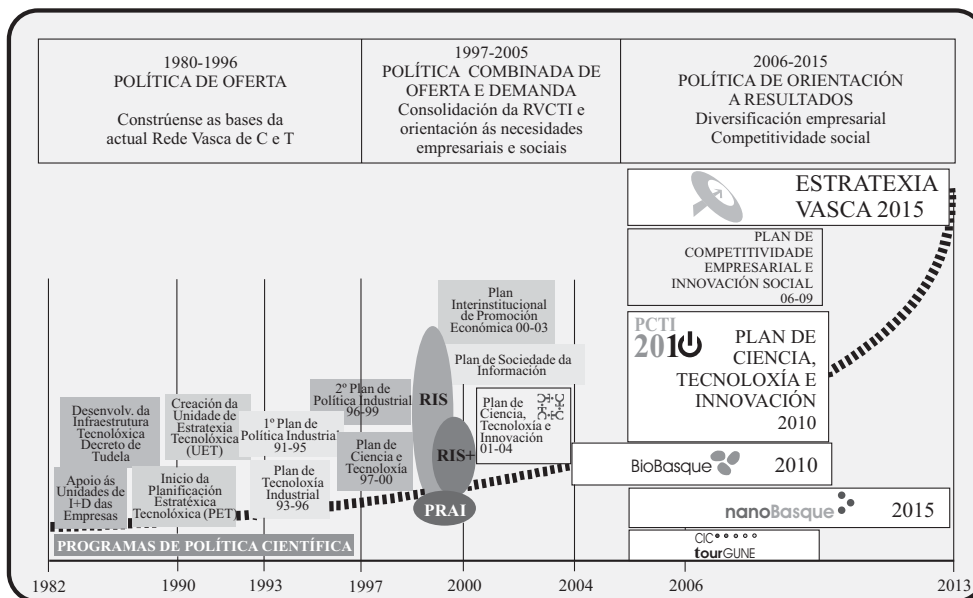 1980-1996
POLÍTICA DE OFERTA
Constrúense as bases da
actual Rede Vasca de C e T
1997-2005
POLÍTICA COMBINADA DE
OFERTA E DEMANDA
Consolidación da RVCTI e
orientación ás necesidades
empresariais e sociais
2006-2015
POLÍTICA DE ORIENTACIÓN
A RESULTADOS
Diversificación empresarial
Competitividade social
ESTRATEXIA
VASCA 2015
PLAN DE
COMPETITIVIDADE
EMPRESARIAL E
INNOVACIÓN SOCIAL
06-09
PCTI
2010
PLAN DE
CIENCIA,
TECNOLOXÍA E
INNOVACIÓN
2010
BioBasque
2010
nanoBasque
2015
CIC
tourGUNE
Plan
Interinstitucional
de Promoción
Económica 00-03
Plan de Sociedade da
Información
RIS
RIS+
PRAI
Plan de
Ciencia,
Tecnoloxía e
Innovación
01-04
2º Plan de
Política Industrial
96-99
Plan de
Ciencia e
Tecnoloxía
97-00
1º Plan de
Política Industrial
91-95
Plan de
Tecnoloxía
Industrial
93-96
Creación da
Unidade de
Estratexia
Tecnolóxica
(UET)
Inicio da
Planificación
Estratéxica
Tecnolóxica (PET)
Desenvolv. da
Infraestrutura
Tecnolóxica
Decreto de
Tudela
Apoio ás
Unidades de
I+D das
Empresas
PROGRAMAS DE POLÍTICA CIENTÍFICA
1982 1990 1993 1997 2000 2004 2006 2013